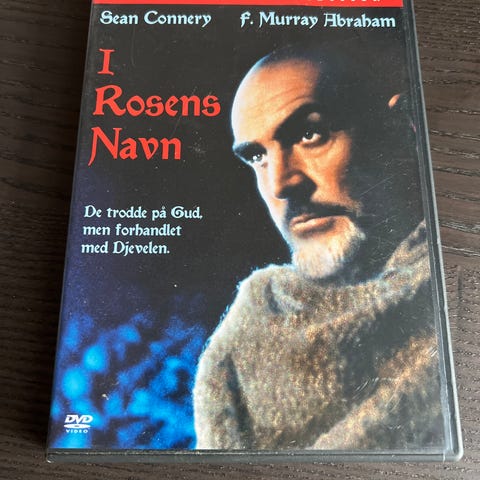 Sean Connery F. Murray Abraham
I
Rosens
Navn
De trodde på Gud,
men forhandlet
med Djevelen.
DVD
VIDEO